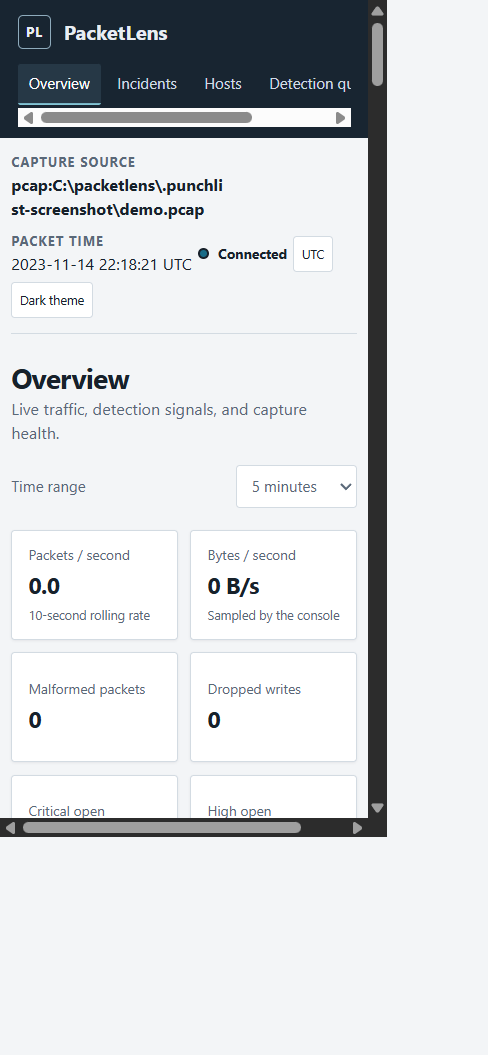 PL PacketLens
Overview Incidents Hosts Detection qu
CAPTURE SOURCE
pcap:C:\packetlens\.punchli
st-screenshot\demo.pcap
PACKET TIME
2023-11-14 22:18:21 UTC Connected UTC
Dark theme
Overview
Live traffic, detection signals, and capture
health.
Time range 5 minutes
Packets / second
0.0
10-second rolling rate
Bytes / second
0 B/s
Sampled by the console
Malformed packets
0
Dropped writes
0
Critical open
High open